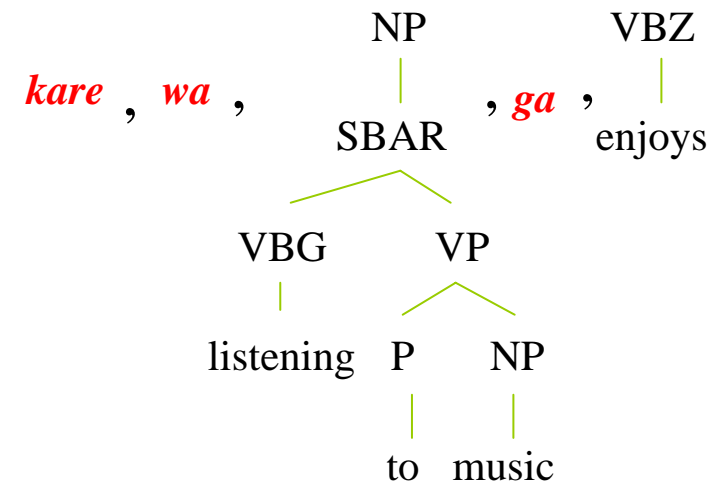 NP VBZ
kare , wa , , ga ,
SBAR enjoys
VBG VP
listening P NP
to music